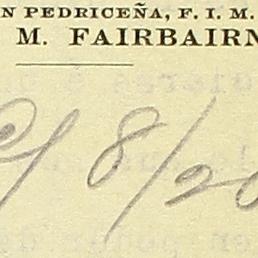 N PEDRICEÑA, F. I. M.
M. FAIRBAIRN
8/20